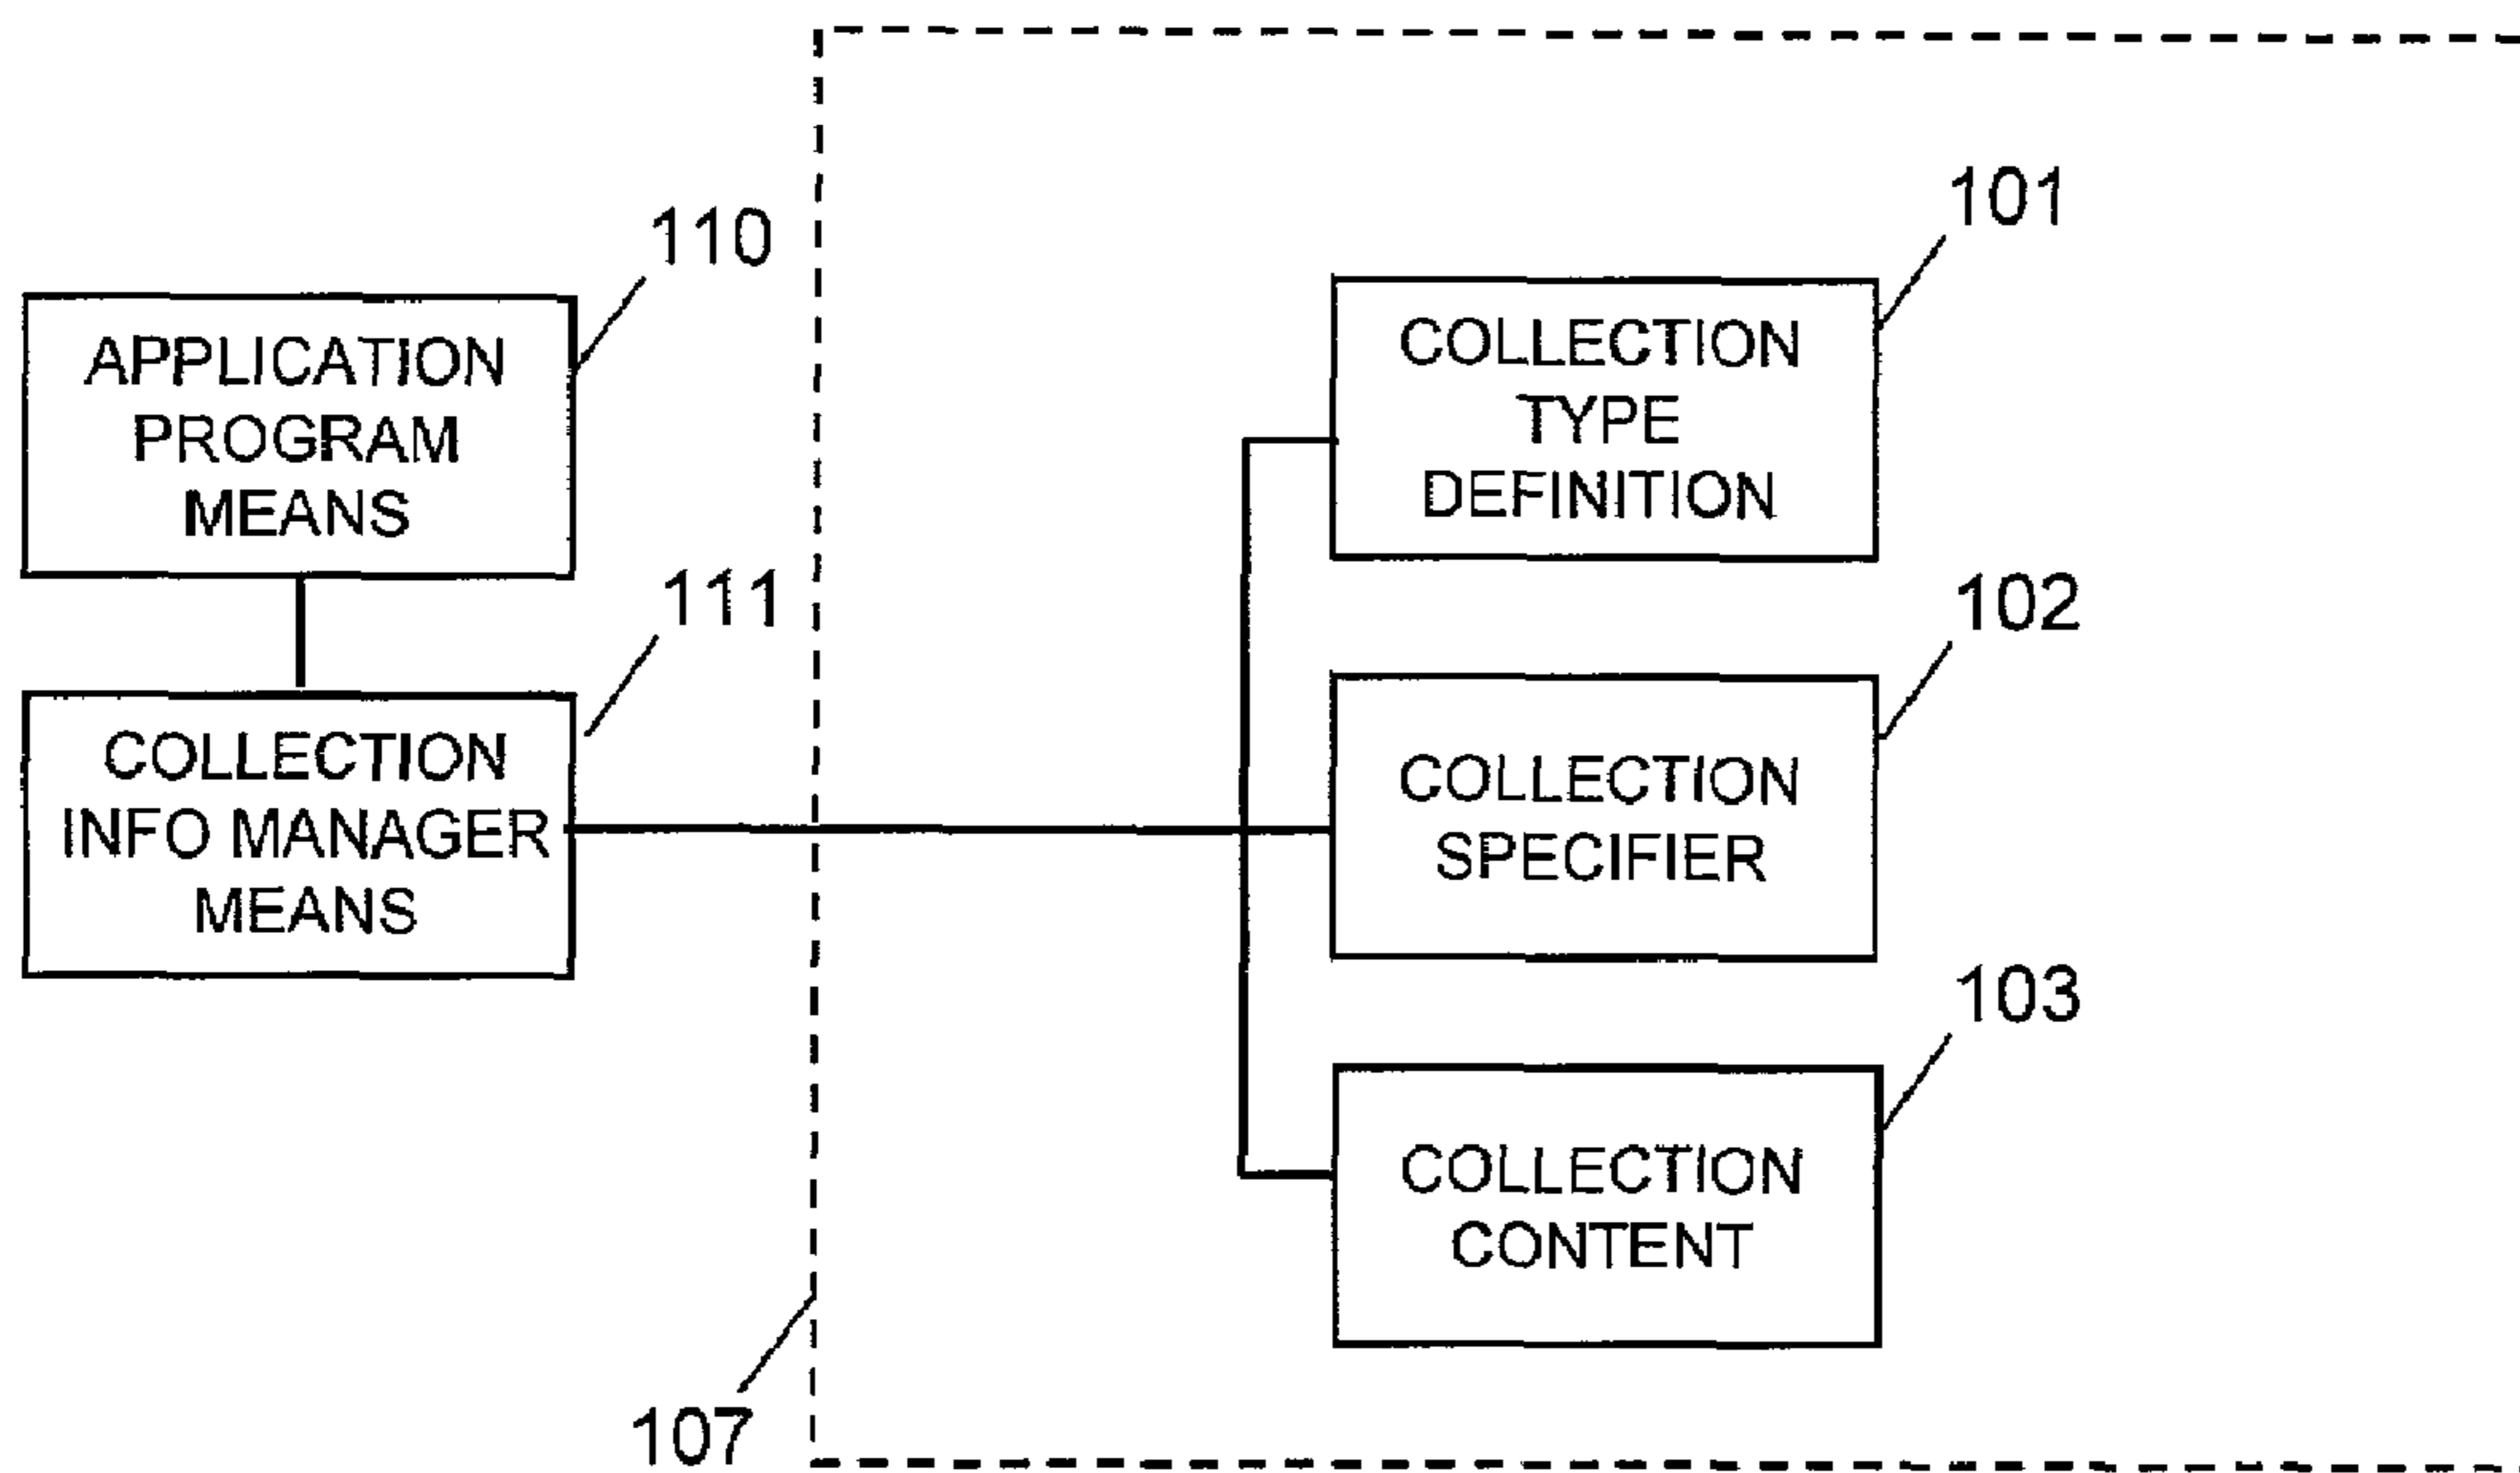 110
APPLICATION
PROGRAM
MEANS
111
COLLECTION
INFO MANAGER
MEANS
107
101
COLLECTION
TYPE
DEFINITION
102
COLLECTION
SPECIFIER
103
COLLECTION
CONTENT